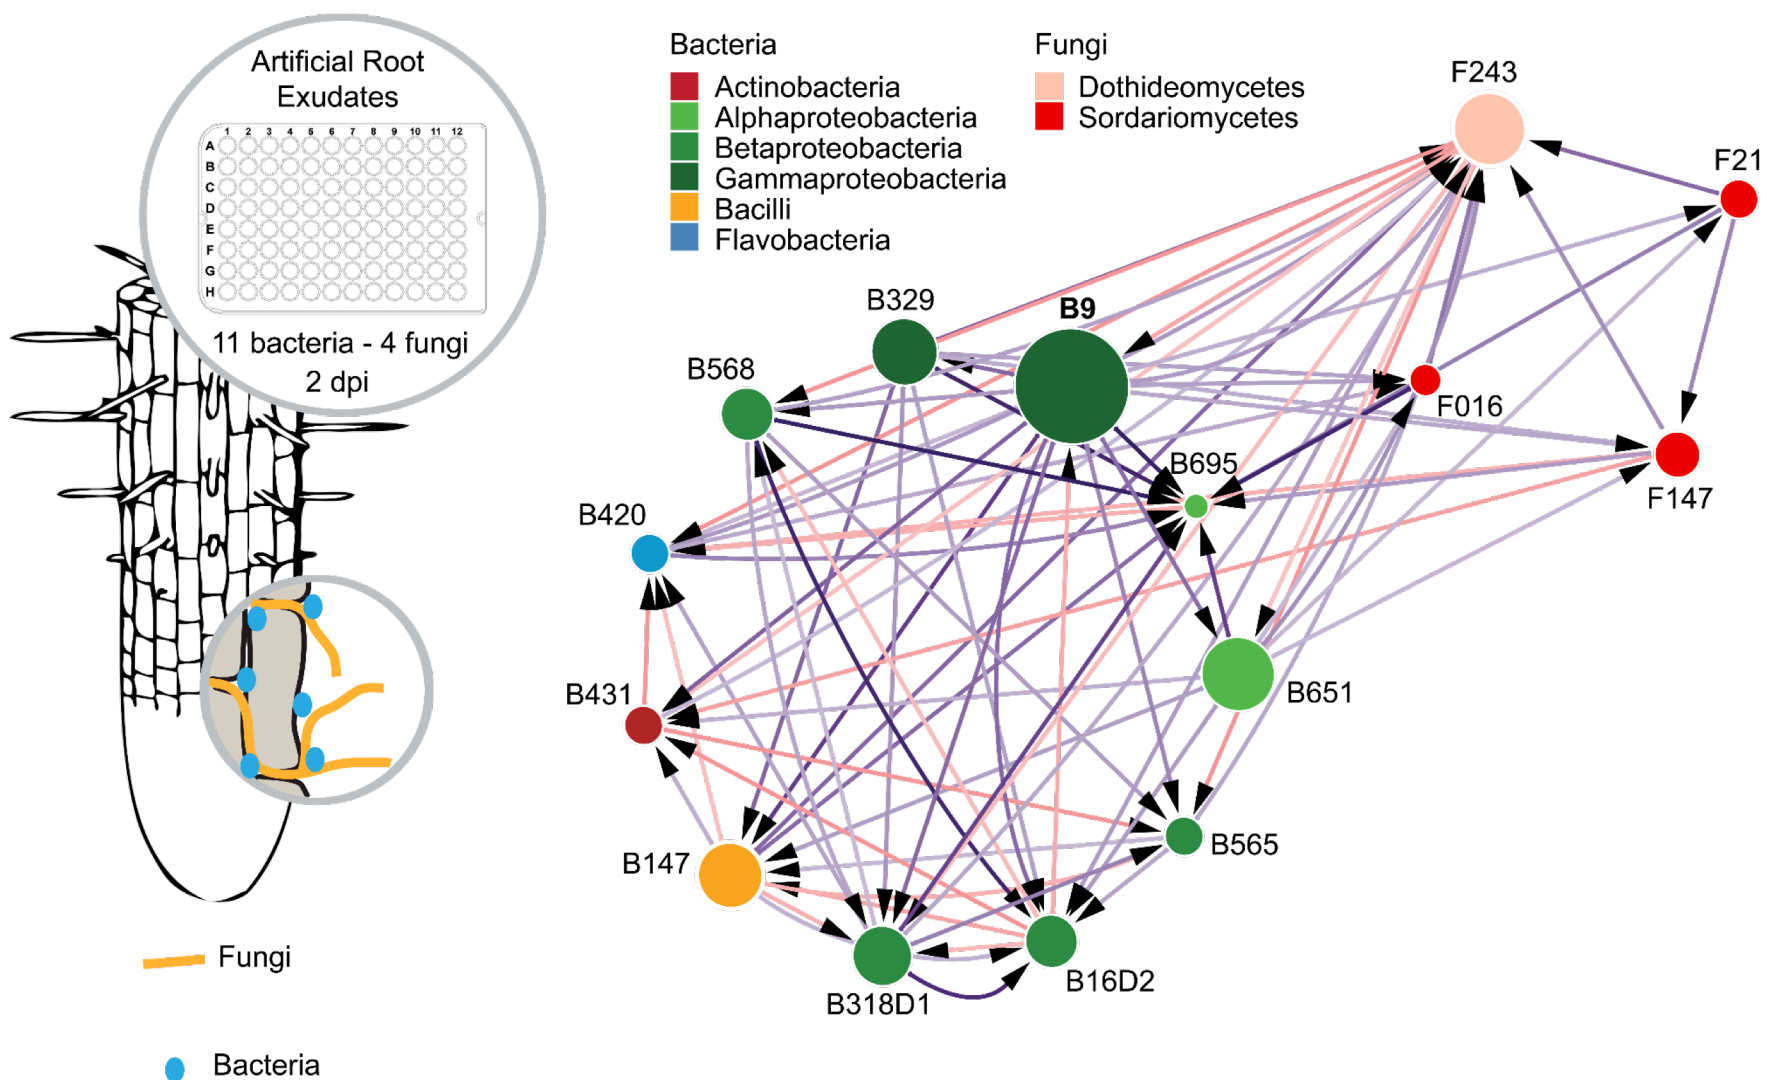 Artificial Root
Exudates
1 2 3 4 5 6 7 8 9 10 11 12
A
B
C
D
E
F
G
H
11 bacteria - 4 fungi
2 dpi
Fungi
Bacteria
Bacteria
Actinobacteria
Alphaproteobacteria
Betaproteobacteria
Gammaproteobacteria
Bacilli
Flavobacteria
Fungi
Dothideomycetes
Sordariomycetes
F243
F21
B329
B9
B568
F016
B695
F147
B420
B431
B651
B147
B565
B16D2
B318D1